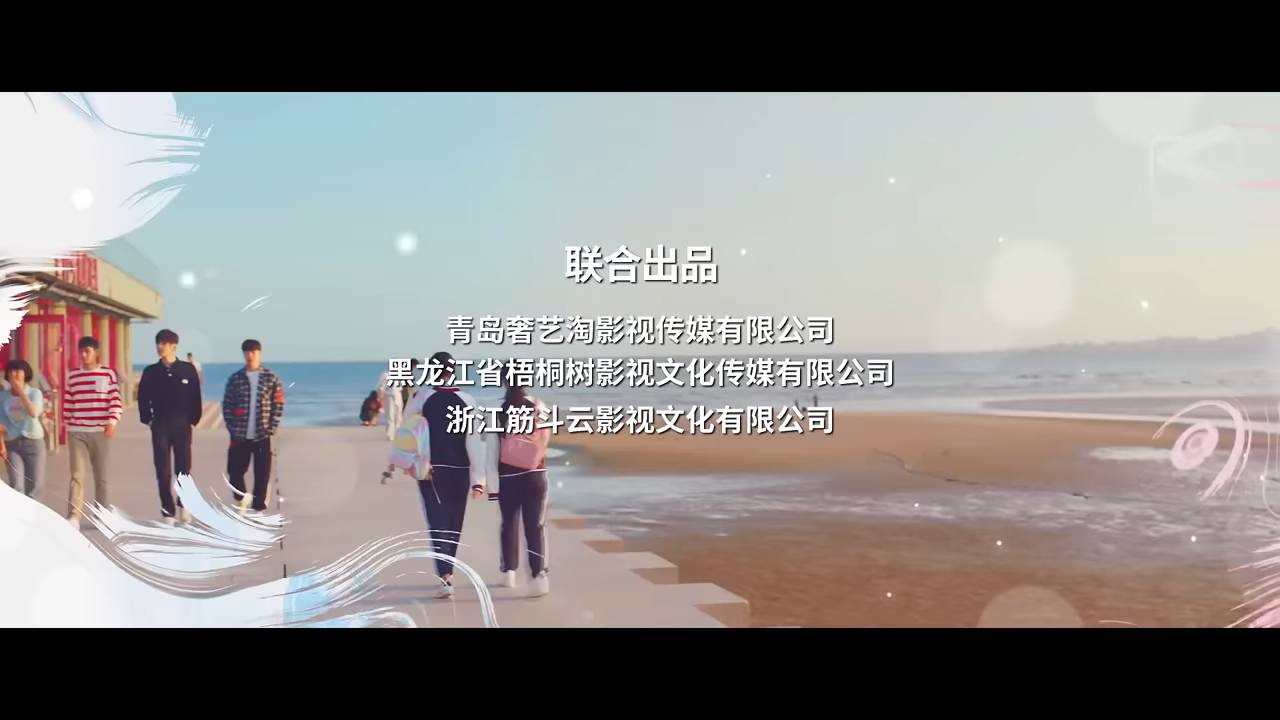 联合出品
青岛奢艺淘影视传媒有限公司
黑龙江省梧桐树影视文化传媒有限公司
浙江筋斗云影视文化有限公司